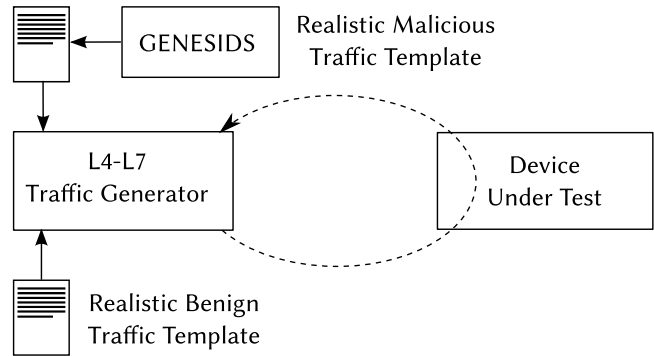 GENESIDS
Realistic Malicious
Traffic Template
L4-L7
Traffic Generator
Device
Under Test
Realistic Benign
Traffic Template